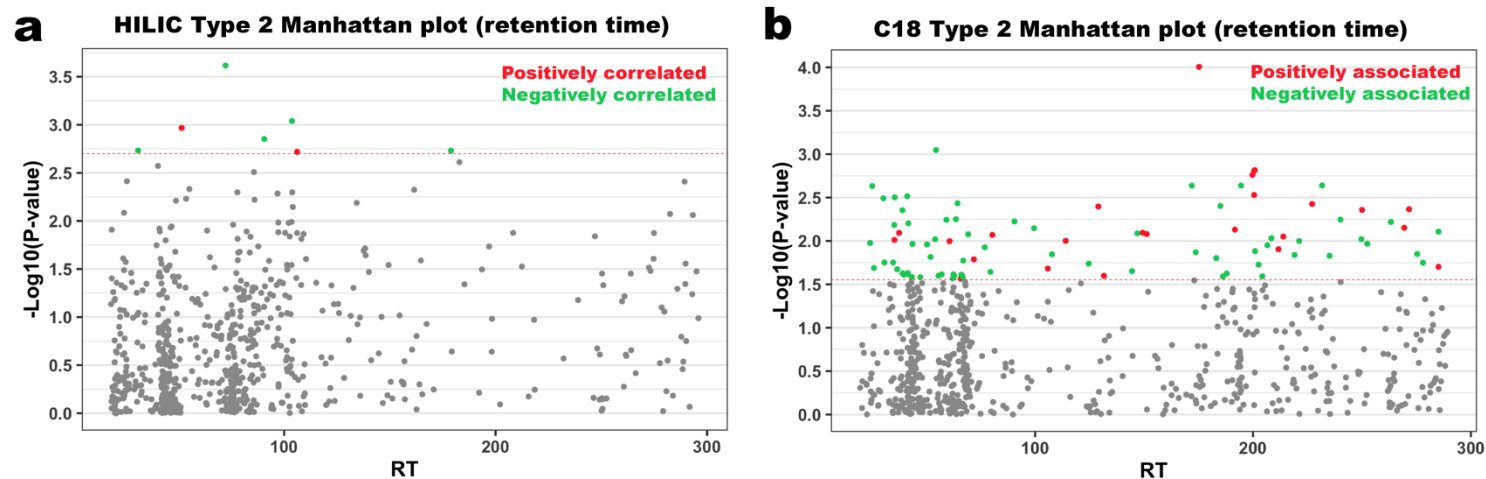 a
HILIC Type 2 Manhattan plot (retention time)
Positively correlated
Negatively correlated
-Log10(P-value)
3.5
3.0
2.5
2.0
1.5
1.0
0.5
0.0
100
200
300
RT
b
C18 Type 2 Manhattan plot (retention time)
Positively associated
Negatively associated
-Log10(P-value)
4.0
3.5
3.0
2.5
2.0
1.5
1.0
0.5
0.0
100
200
300
RT